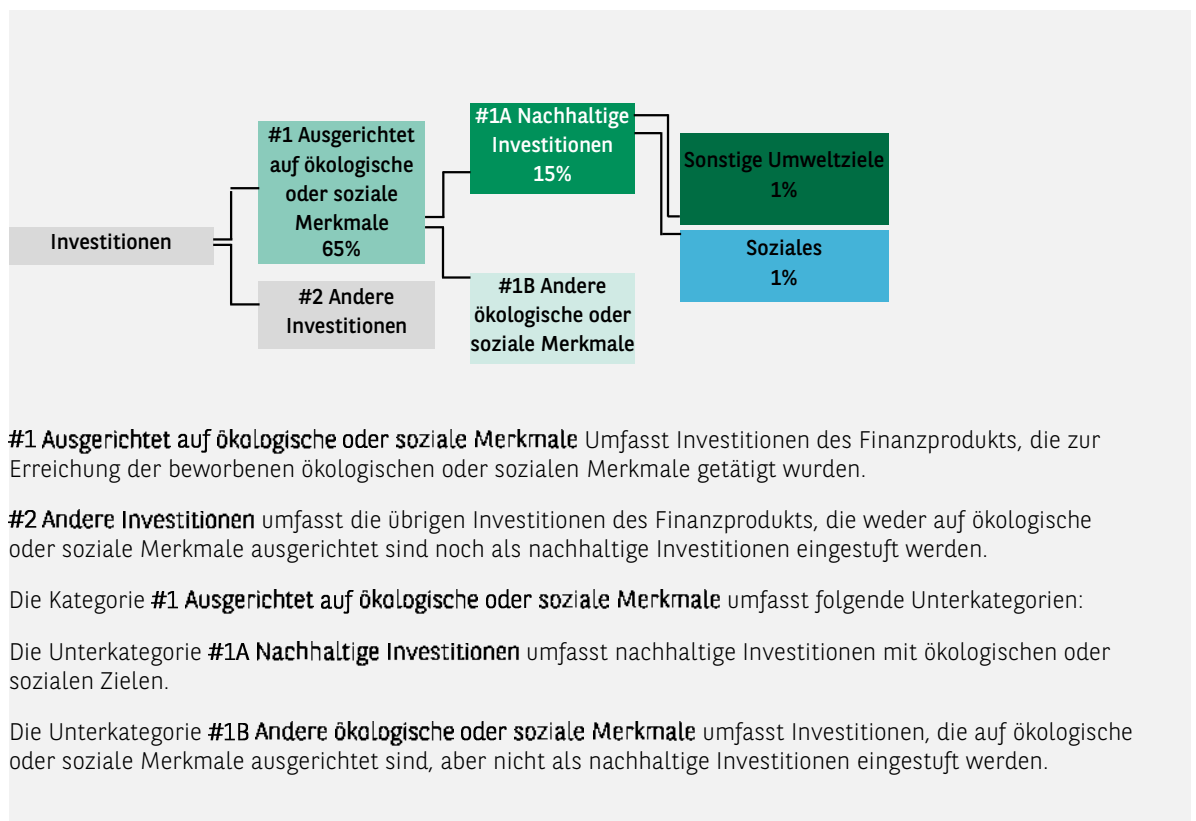 Investitionen
#1 Ausgerichtet
auf ökologische
oder soziale
Merkmale
65%
#2 Andere
Investitionen
#1A Nachhaltige
Investitionen
15%
#1B Andere
ökologische oder
soziale Merkmale
Sonstige Umweltziele
1%
Soziales
1%
#1 Ausgerichtet auf ökologische oder soziale Merkmale Umfasst Investitionen des Finanzprodukts, die zur
Erreichung der beworbenen ökologischen oder sozialen Merkmale getätigt wurden.
#2 Andere Investitionen umfasst die übrigen Investitionen des Finanzprodukts, die weder auf ökologische
oder soziale Merkmale ausgerichtet sind noch als nachhaltige Investitionen eingestuft werden.
Die Kategorie #1 Ausgerichtet auf ökologische oder soziale Merkmale umfasst folgende Unterkategorien:
Die Unterkategorie #1A Nachhaltige Investitionen umfasst nachhaltige Investitionen mit ökologischen oder
sozialen Zielen.
Die Unterkategorie #1B Andere ökologische oder soziale Merkmale umfasst Investitionen, die auf ökologische
oder soziale Merkmale ausgerichtet sind, aber nicht als nachhaltige Investitionen eingestuft werden.